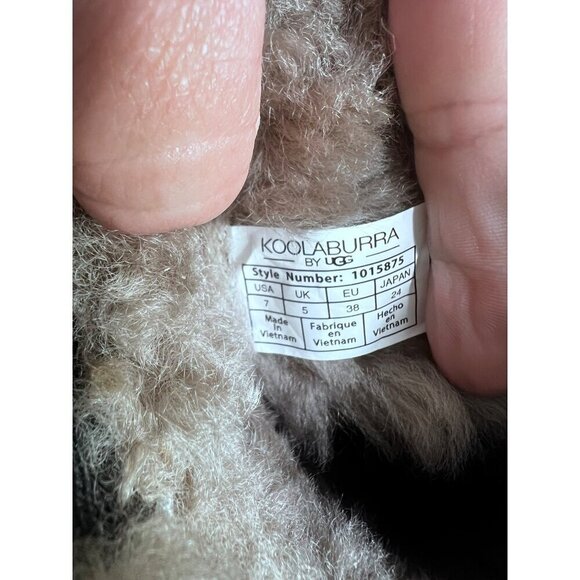 KOOLABURRA
BY UGG
Style Number: 1015875
USA UK EU JAPAN
7 5 38 24
Made in Vietnam
Fabrique en Vietnam
Hecho en Vietnam